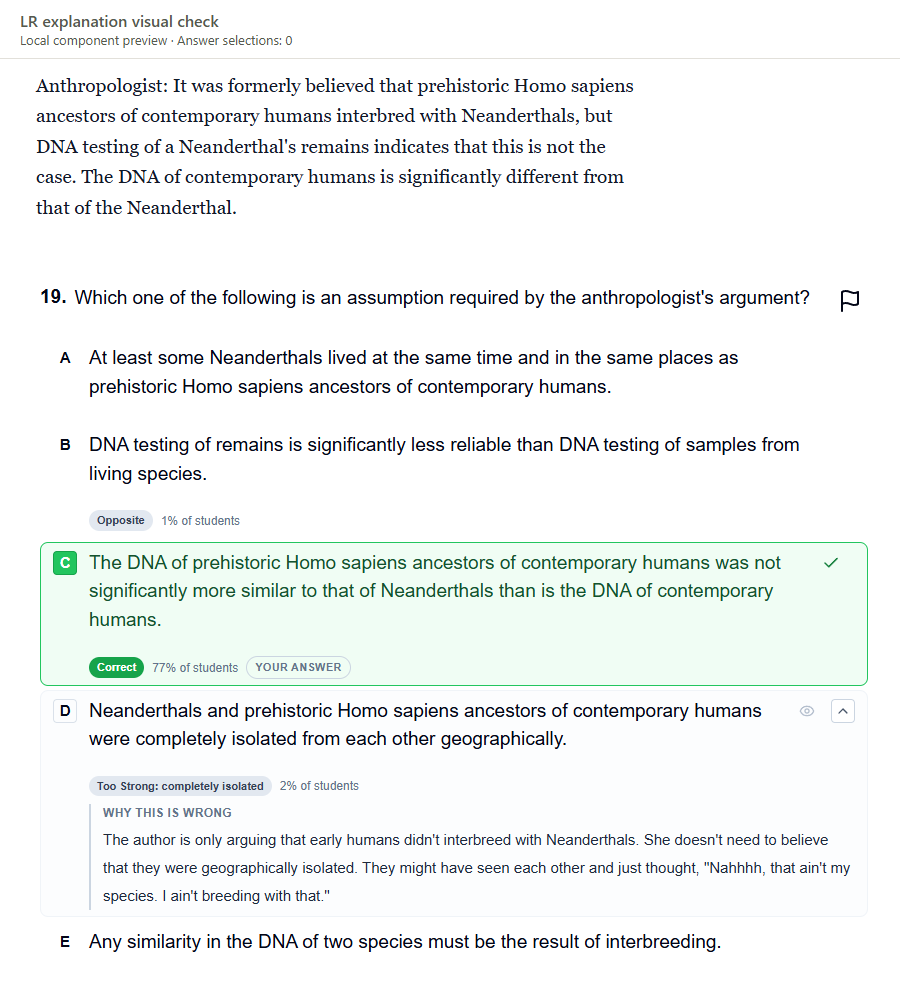 LR explanation visual check
Local component preview · Answer selections: 0
Anthropologist: It was formerly believed that prehistoric Homo sapiens
ancestors of contemporary humans interbred with Neanderthals, but
DNA testing of a Neanderthal's remains indicates that this is not the
case. The DNA of contemporary humans is significantly different from
that of the Neanderthal.
19. Which one of the following is an assumption required by the anthropologist's argument?
A At least some Neanderthals lived at the same time and in the same places as
prehistoric Homo sapiens ancestors of contemporary humans.
B DNA testing of remains is significantly less reliable than DNA testing of samples from
living species.
Opposite 1% of students
C The DNA of prehistoric Homo sapiens ancestors of contemporary humans was not
significantly more similar to that of Neanderthals than is the DNA of contemporary
humans.
Correct 77% of students YOUR ANSWER
D Neanderthals and prehistoric Homo sapiens ancestors of contemporary humans
were completely isolated from each other geographically.
Too Strong: completely isolated 2% of students
WHY THIS IS WRONG
The author is only arguing that early humans didn't interbreed with Neanderthals. She doesn't need to believe
that they were geographically isolated. They might have seen each other and just thought, "Nahhhh, that ain't my
species. I ain't breeding with that."
E Any similarity in the DNA of two species must be the result of interbreeding.